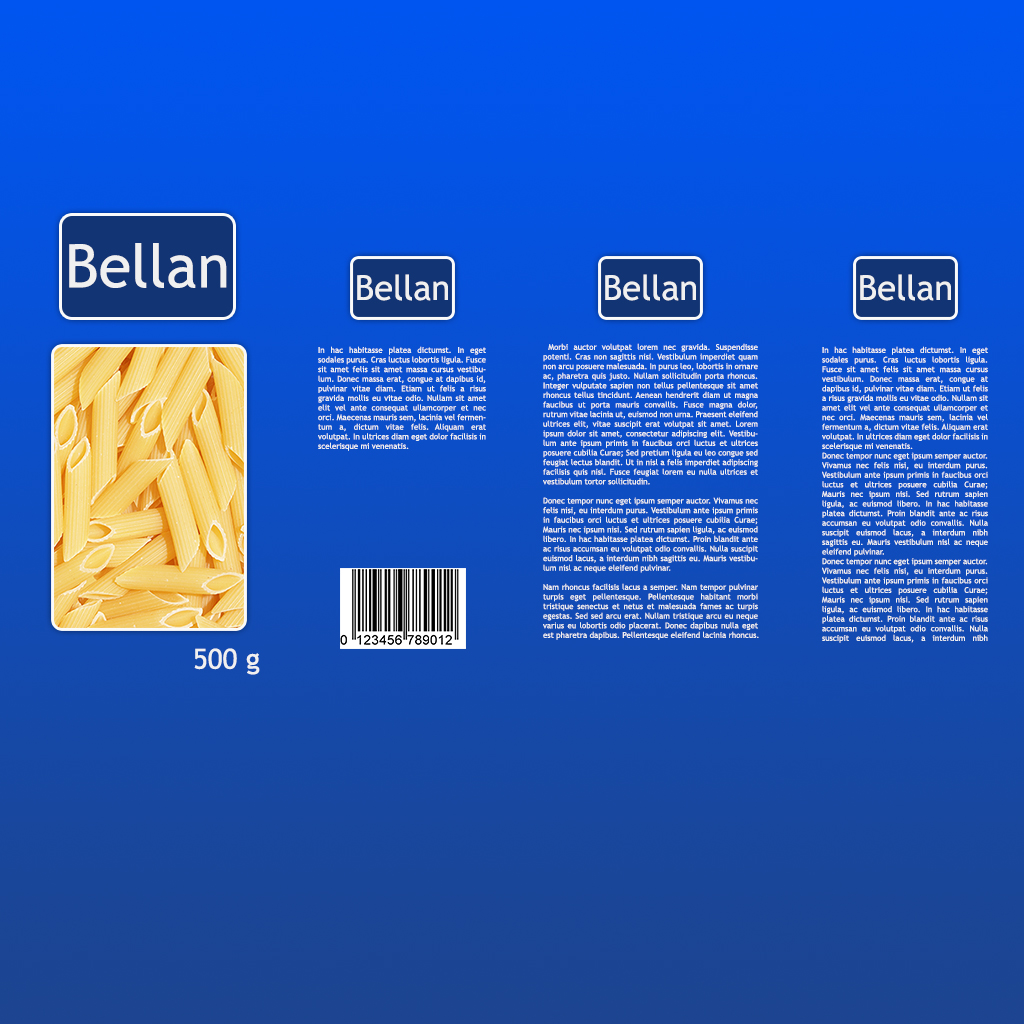 Bellan
500 g
Bellan
In hac habitasse platea dictumst. In eget
sodales purus. Cras luctus lobortis ligula. Fusce
sit amet felis sit amet massa cursus vestibu-
lum. Donec massa erat, congue at dapibus id,
pulvinar vitae diam. Etiam ut felis a risus
gravida mollis eu vitae odio. Nullam sit amet
elit vel ante consequat ullamcorper et nec
orci. Maecenas mauris sem, lacinia vel fermen-
tum a, dictum vitae felis. Aliquam erat
volutpat. In ultrices diam eget dolor facilisis in
scelerisque mi venenatis.
0 123456 789012
Bellan
Morbi auctor volutpat lorem nec gravida. Suspendisse
potenti. Cras non sagittis nisi. Vestibulum imperdiet quam
non arcu posuere malesuada. In purus leo, lobortis in ornare
ac, pharetra quis justo. Nullam sollicitudin porta rhoncus.
Integer vulputate sapien non tellus pellentesque sit amet
rhoncus tellus tincidunt. Aenean hendrerit diam ut magna
faucibus ut porta mauris convallis. Fusce magna dolor,
rutrum vitae lacinia ut, euismod non urna. Praesent eleifend
ultrices elit, vitae suscipit erat volutpat sit amet. Lorem
ipsum dolor sit amet, consectetur adipiscing elit. Vestibu-
lum ante ipsum primis in faucibus orci luctus et ultrices
posuere cubilia Curae; Sed pretium ligula eu leo congue sed
feugiat lectus blandit. Ut in nisl a felis imperdiet adipiscing
facilisis quis nisl. Fusce feugiat lorem eu nulla ultrices et
vestibulum tortor sollicitudin.
Donec tempor nunc eget ipsum semper auctor. Vivamus nec
felis nisi, eu interdum purus. Vestibulum ante ipsum primis
in faucibus orci luctus et ultrices posuere cubilia Curae;
Mauris nec ipsum nisi. Sed rutrum sapien ligula, ac euismod
libero. In hac habitasse platea dictumst. Proin blandit ante
ac risus accumsan eu volutpat odio convallis. Nulla suscipit
euismod lacus, a interdum nibh sagittis eu. Mauris vestibu-
lum nisl ac neque eleifend pulvinar.
Nam rhoncus facilisis lacus a semper. Nam tempor pulvinar
turpis eget pellentesque. Pellentesque habitant morbi
tristique senectus et netus et malesuada fames ac turpis
egestas. Sed sed arcu erat. Nullam tristique arcu eu neque
varius eu lobortis odio placerat. Donec dapibus nulla eget
est pharetra dapibus. Pellentesque eleifend lacinia rhoncus.
Bellan
In hac habitasse platea dictumst. In eget
sodales purus. Cras luctus lobortis ligula.
Fusce sit amet felis sit amet massa cursus
vestibulum. Donec massa erat, congue at
dapibus id, pulvinar vitae diam. Etiam ut felis
a risus gravida mollis eu vitae odio. Nullam sit
amet elit vel ante consequat ullamcorper et
nec orci. Maecenas mauris sem, lacinia vel
fermentum a, dictum vitae felis. Aliquam erat
volutpat. In ultrices diam eget dolor facilisis in
scelerisque mi venenatis.
Donec tempor nunc eget ipsum semper auctor.
Vivamus nec felis nisi, eu interdum purus.
Vestibulum ante ipsum primis in faucibus orci
luctus et ultrices posuere cubilia Curae;
Mauris nec ipsum nisi. Sed rutrum sapien
ligula, ac euismod libero. In hac habitasse
platea dictumst. Proin blandit ante ac risus
accumsan eu volutpat odio convallis. Nulla
suscipit euismod lacus, a interdum nibh
sagittis eu. Mauris vestibulum nisl ac neque
eleifend pulvinar.
Donec tempor nunc eget ipsum semper auctor.
Vivamus nec felis nisi, eu interdum purus.
Vestibulum ante ipsum primis in faucibus orci
luctus et ultrices posuere cubilia Curae;
Mauris nec ipsum nisi. Sed rutrum sapien
ligula, ac euismod libero. In hac habitasse
platea dictumst. Proin blandit ante ac risus
accumsan eu volutpat odio convallis. Nulla
suscipit euismod lacus, a interdum nibh